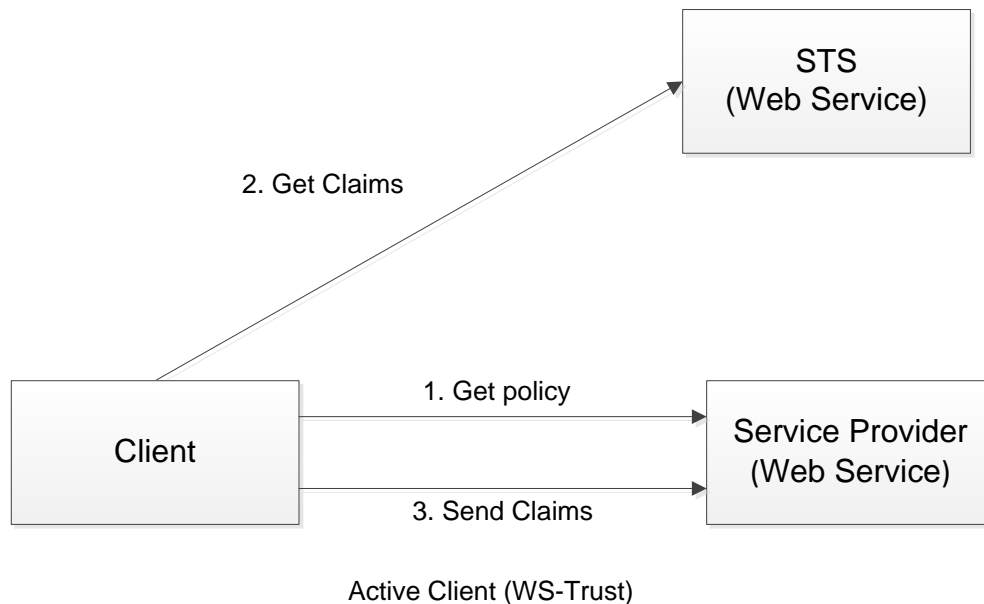 STS
(Web Service)
2. Get Claims
1. Get policy
Client
Service Provider
(Web Service)
3. Send Claims
Active Client (WS-Trust)